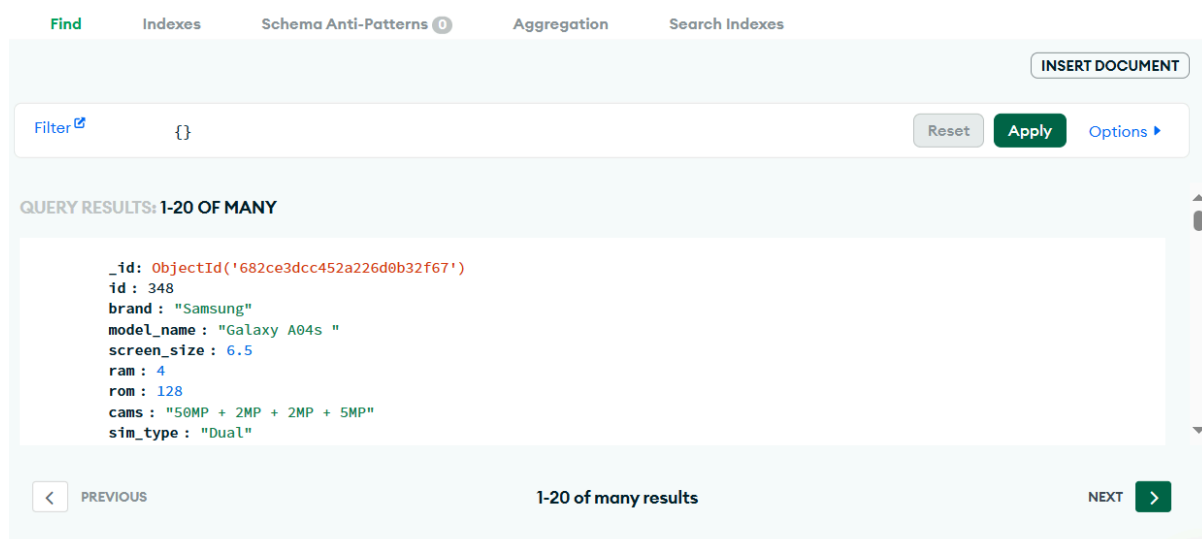 Find Indexes Schema Anti-Patterns 0 Aggregation Search Indexes
INSERT DOCUMENT
Filter {} Reset Apply Options
QUERY RESULTS: 1-20 OF MANY
_id: ObjectId('682ce3dcc452a226d0b32f67')
id : 348
brand : "Samsung"
model_name : "Galaxy A04s "
screen_size : 6.5
ram : 4
rom : 128
cams : "50MP + 2MP + 2MP + 5MP"
sim_type : "Dual"
PREVIOUS 1-20 of many results NEXT